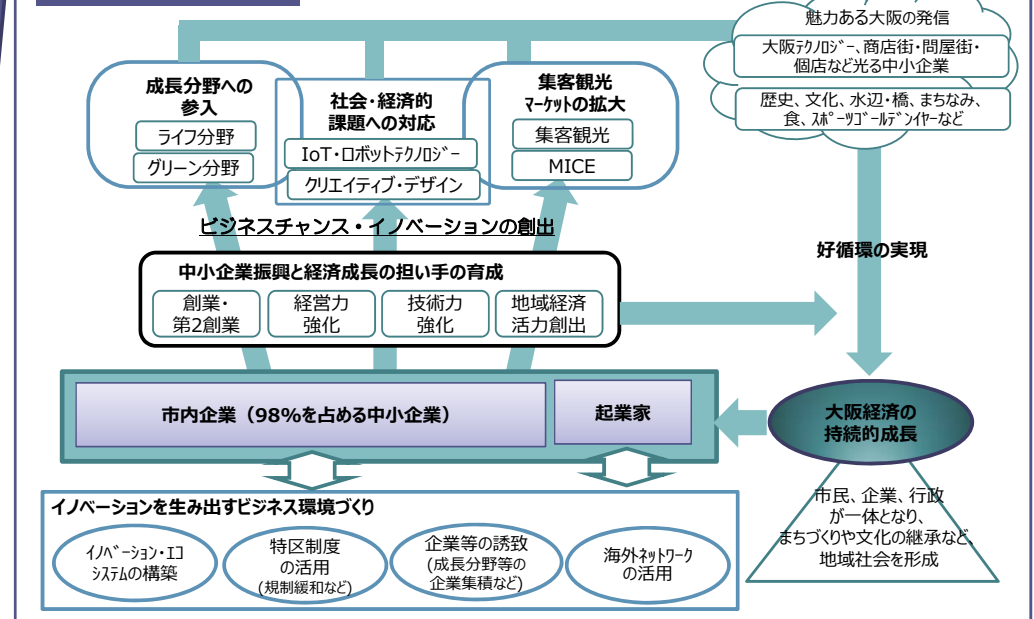 魅力ある大阪の発信
大阪ﾃｸﾉﾛｼﾞｰ、商店街・問屋街・
個店など光る中小企業
歴史、文化、水辺・橋、まちなみ、
食、ｽﾎﾟｰﾂｺﾞｰﾙﾃﾞﾝｲﾔｰなど
成長分野への
参入
ライフ分野
グリーン分野
社会・経済的
課題への対応
IoT・ロボットﾃｸﾉﾛｼﾞｰ
クリエイティブ・デザイン
集客観光
ﾏｰｹｯﾄの拡大
集客観光
MICE
ビジネスチャンス・イノベーションの創出
好循環の実現
中小企業振興と経済成長の担い手の育成
創業・
第2創業
経営力
強化
技術力
強化
地域経済
活力創出
市内企業（98%を占める中小企業）
起業家
大阪経済の
持続的成長
市民、企業、行政
が一体となり、
まちづくりや文化の継承など、
地域社会を形成
イノベーションを生み出すビジネス環境づくり
ｲﾉﾍﾞｰｼｮﾝ・ｴｺ
ｼｽﾃﾑの構築
特区制度
の活用
(規制緩和など)
企業等の誘致
(成長分野等の
企業集積など)
海外ﾈｯﾄﾜｰｸ
の活用